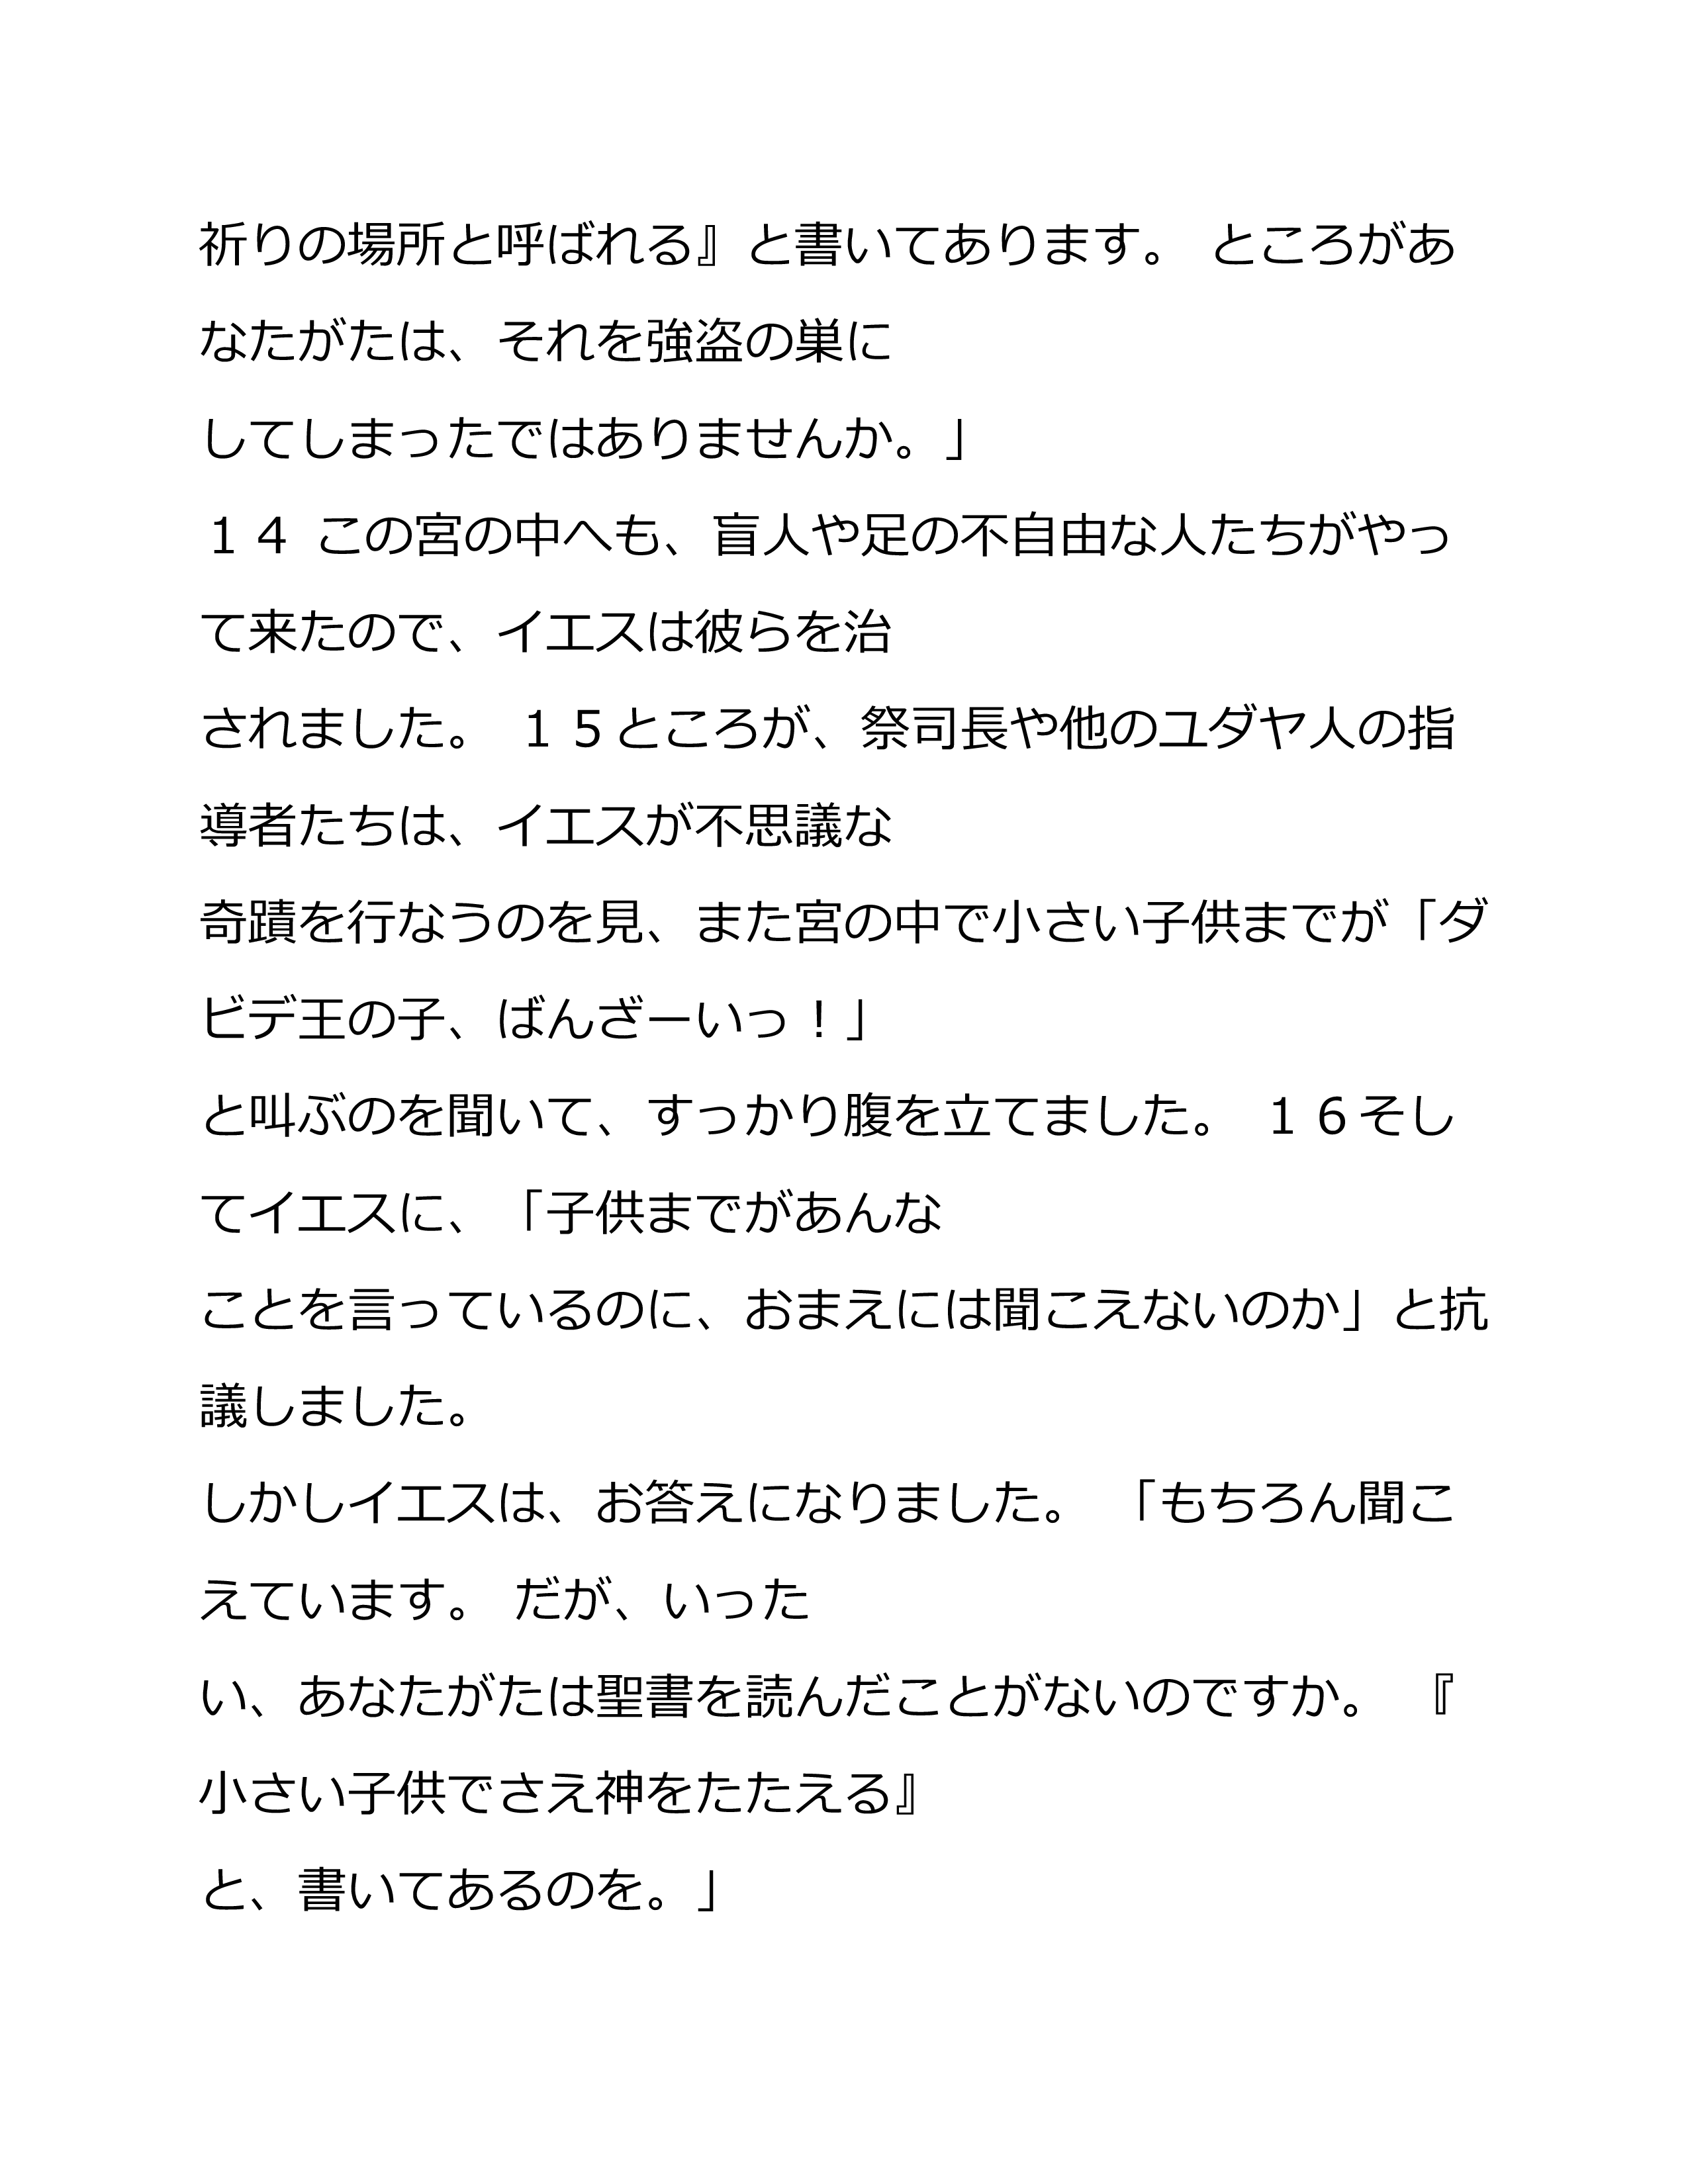 祈りの場所と呼ばれる』と書いてあります。 ところがあ
なたがたは、それを強盗の巣に
してしまったではありませんか。」
１４ この宮の中へも、盲人や足の不自由な人たちがやっ
て来たので、イエスは彼らを治
されました。 １５ところが、祭司長や他のユダヤ人の指
導者たちは、イエスが不思議な
奇蹟を行なうのを見、また宮の中で小さい子供までが「ダ
ビデ王の子、ばんざーいっ！」
と叫ぶのを聞いて、すっかり腹を立てました。 １６そし
てイエスに、「子供までがあんな
ことを言っているのに、おまえには聞こえないのか」と抗
議しました。
しかしイエスは、お答えになりました。 「もちろん聞こ
えています。 だが、いった
い、あなたがたは聖書を読んだことがないのですか。 『
小さい子供でさえ神をたたえる』
と、書いてあるのを。」